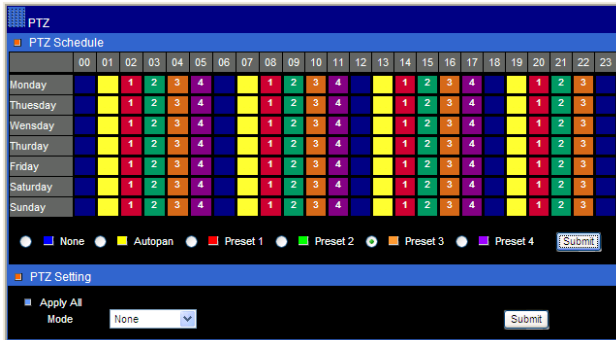 PTZ
PTZ Schedule
00 01 02 03 04 05 06 07 08 09 10 11 12 13 14 15 16 17 18 19 20 21 22 23
Monday 1 2 3 4 1 2 3 4 1 2 3 4 1 2 3
Thuesday 1 2 3 4 1 2 3 4 1 2 3 4 1 2 3
Wensday 1 2 3 4 1 2 3 4 1 2 3 4 1 2 3
Thurday 1 2 3 4 1 2 3 4 1 2 3 4 1 2 3
Friday 1 2 3 4 1 2 3 4 1 2 3 4 1 2 3
Saturday 1 2 3 4 1 2 3 4 1 2 3 4 1 2 3
Sunday 1 2 3 4 1 2 3 4 1 2 3 4 1 2 3
None Autopan Preset 1 Preset 2 Preset 3 Preset 4 Submit
PTZ Setting
Apply All
Mode None Submit